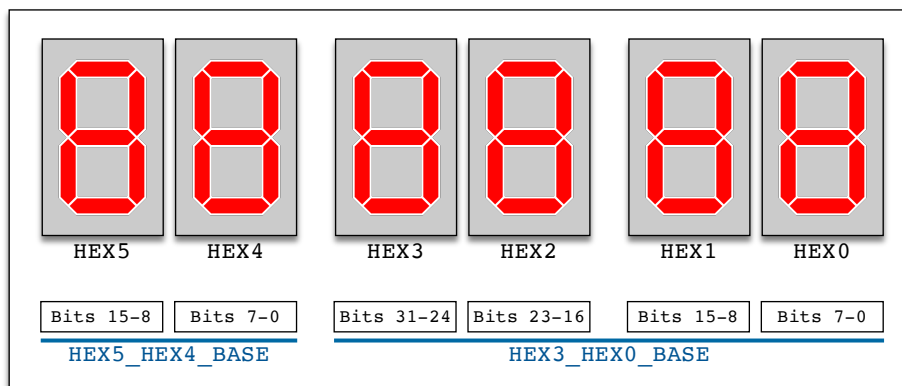 HEX5 HEX4 HEX3 HEX2 HEX1 HEX0
Bits 15-8 Bits 7-0 Bits 31-24 Bits 23-16 Bits 15-8 Bits 7-0
HEX5_HEX4_BASE HEX3_HEX0_BASE